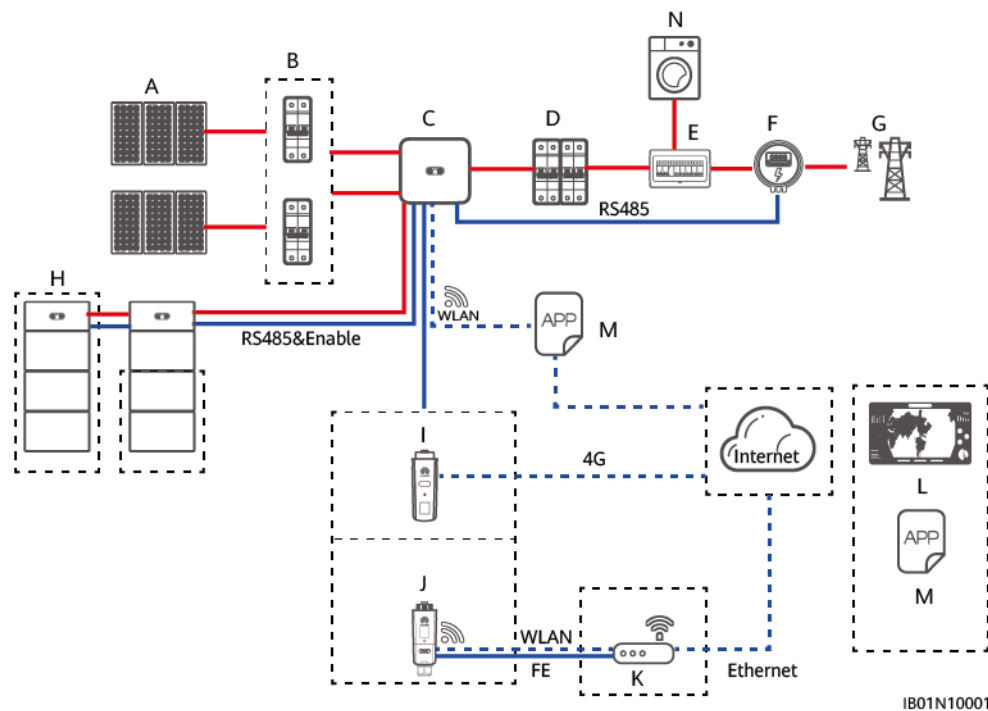 N
A
B
C
D
E
F
G
RS485
H
WLAN
APP
M
RS485&Enable
I
4G
Internet
L
APP
J
M
WLAN
FE
K
Ethernet
IB01N10001